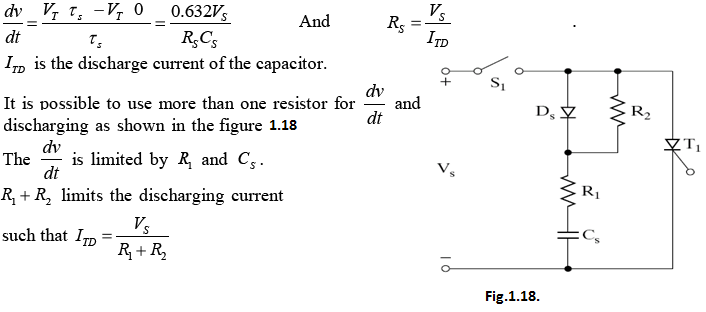 dv/dt = V_T τ_s − V_T 0 / τ_s = 0.632V_S / R_S C_S And R_S = V_S / I_TD .
I_TD is the discharge current of the capacitor.
It is possible to use more than one resistor for dv/dt and
discharging as shown in the figure 1.18
The dv/dt is limited by R_1 and C_S.
R_1 + R_2 limits the discharging current
such that I_TD = V_S / R_1 + R_2
+
S_1
D_s
R_2
T_1
V_s
R_1
C_s
−
Fig.1.18.